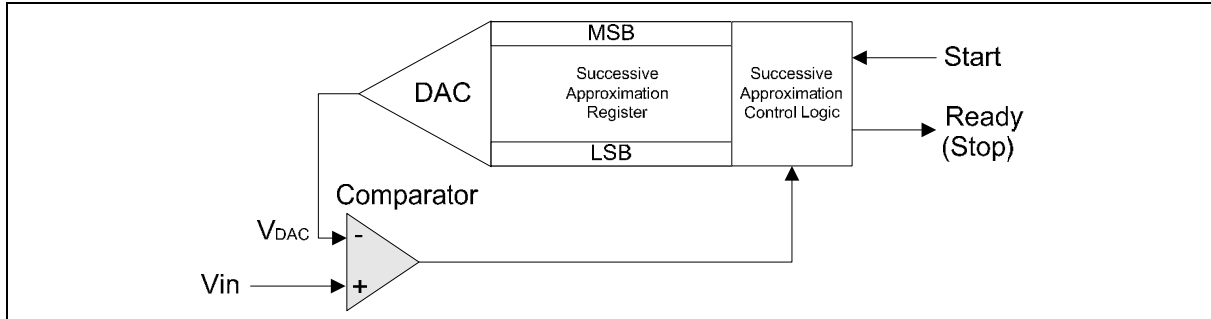 MSB
DAC
Successive
Approximation
Register
Successive
Approximation
Control Logic
LSB
Start
Ready
(Stop)
Comparator
VDAC
-
Vin
+